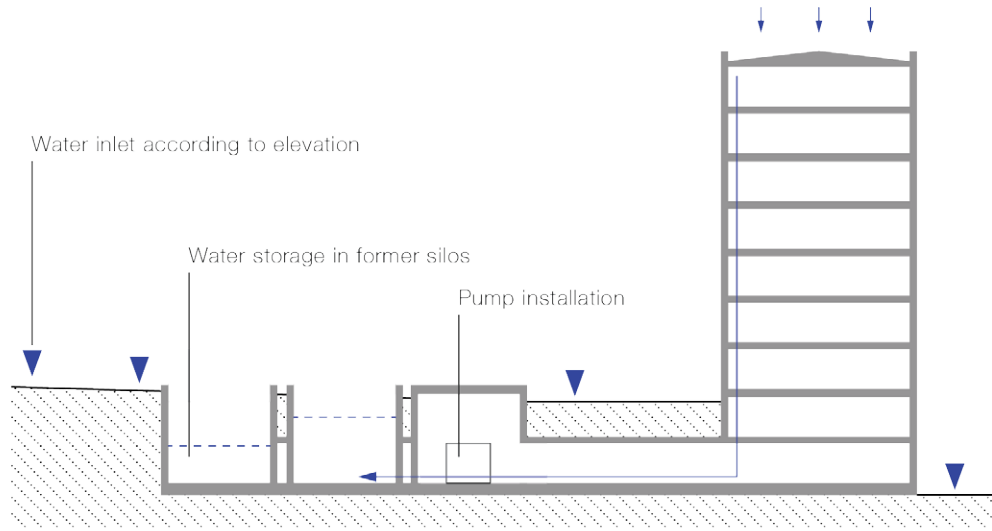 Water inlet according to elevation
Water storage in former silos
Pump installation